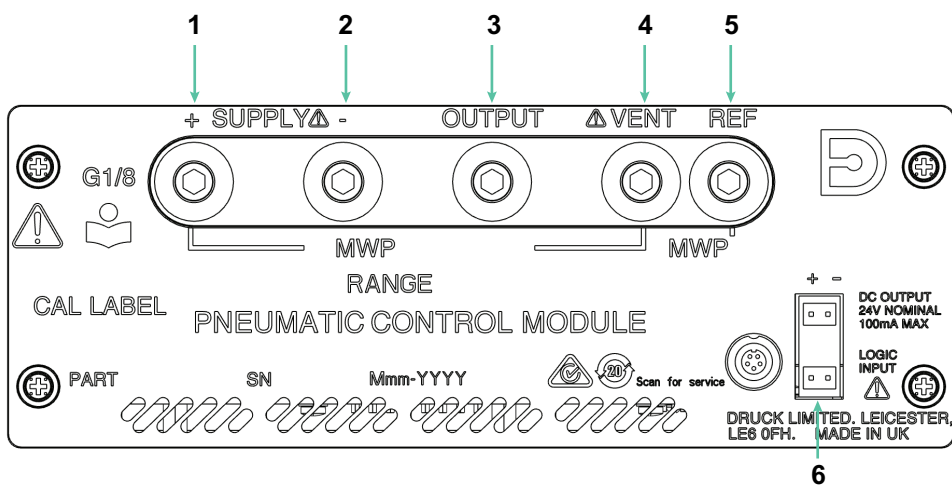 1 2 3 4 5
+ SUPPLY⚠ - OUTPUT ⚠ VENT REF
G1/8
MWP MWP
RANGE
CAL LABEL
PNEUMATIC CONTROL MODULE
+ -
DC OUTPUT
24V NOMINAL
100mA MAX
LOGIC
INPUT
PART SN Mmm-YYYY 20 Scan for service
DRUCK LIMITED. LEICESTER,
LE6 0FH. MADE IN UK
6